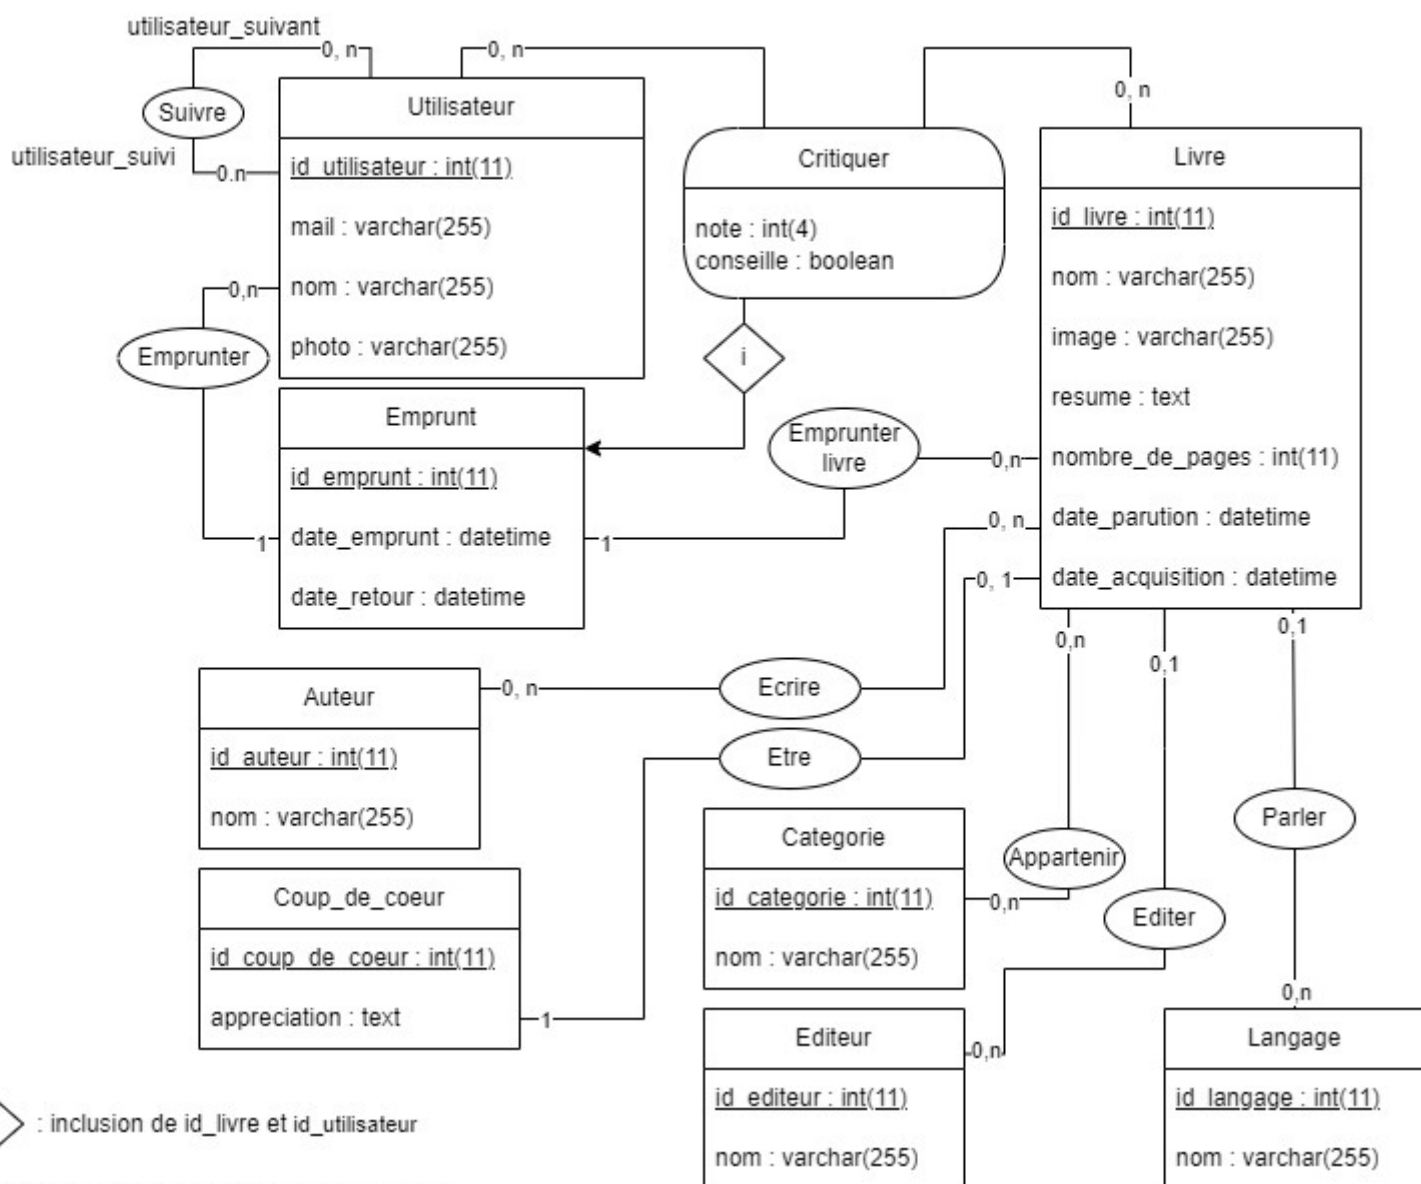 utilisateur_suivant
0, n
0, n
Suivre
utilisateur_suivi
0.n
Utilisateur
id_utilisateur : int(11)
mail : varchar(255)
nom : varchar(255)
photo : varchar(255)
0,n
Emprunter
1
Critiquer
note : int(4)
conseille : boolean
i
0, n
Livre
id_livre : int(11)
nom : varchar(255)
image : varchar(255)
resume : text
nombre_de_pages : int(11)
date_parution : datetime
date_acquisition : datetime
Emprunt
id_emprunt : int(11)
date_emprunt : datetime
date_retour : datetime
1
Emprunter
livre
0,n
0, n
0, 1
0,n
0,1
0,1
Auteur
id_auteur : int(11)
nom : varchar(255)
0, n
Ecrire
Etre
Coup_de_coeur
id_coup_de_coeur : int(11)
appreciation : text
1
Categorie
id_categorie : int(11)
nom : varchar(255)
0,n
Appartenir
Editer
Parler
0,n
Editeur
id_editeur : int(11)
nom : varchar(255)
0,n
Langage
id_langage : int(11)
nom : varchar(255)
: inclusion de id_livre et id_utilisateur